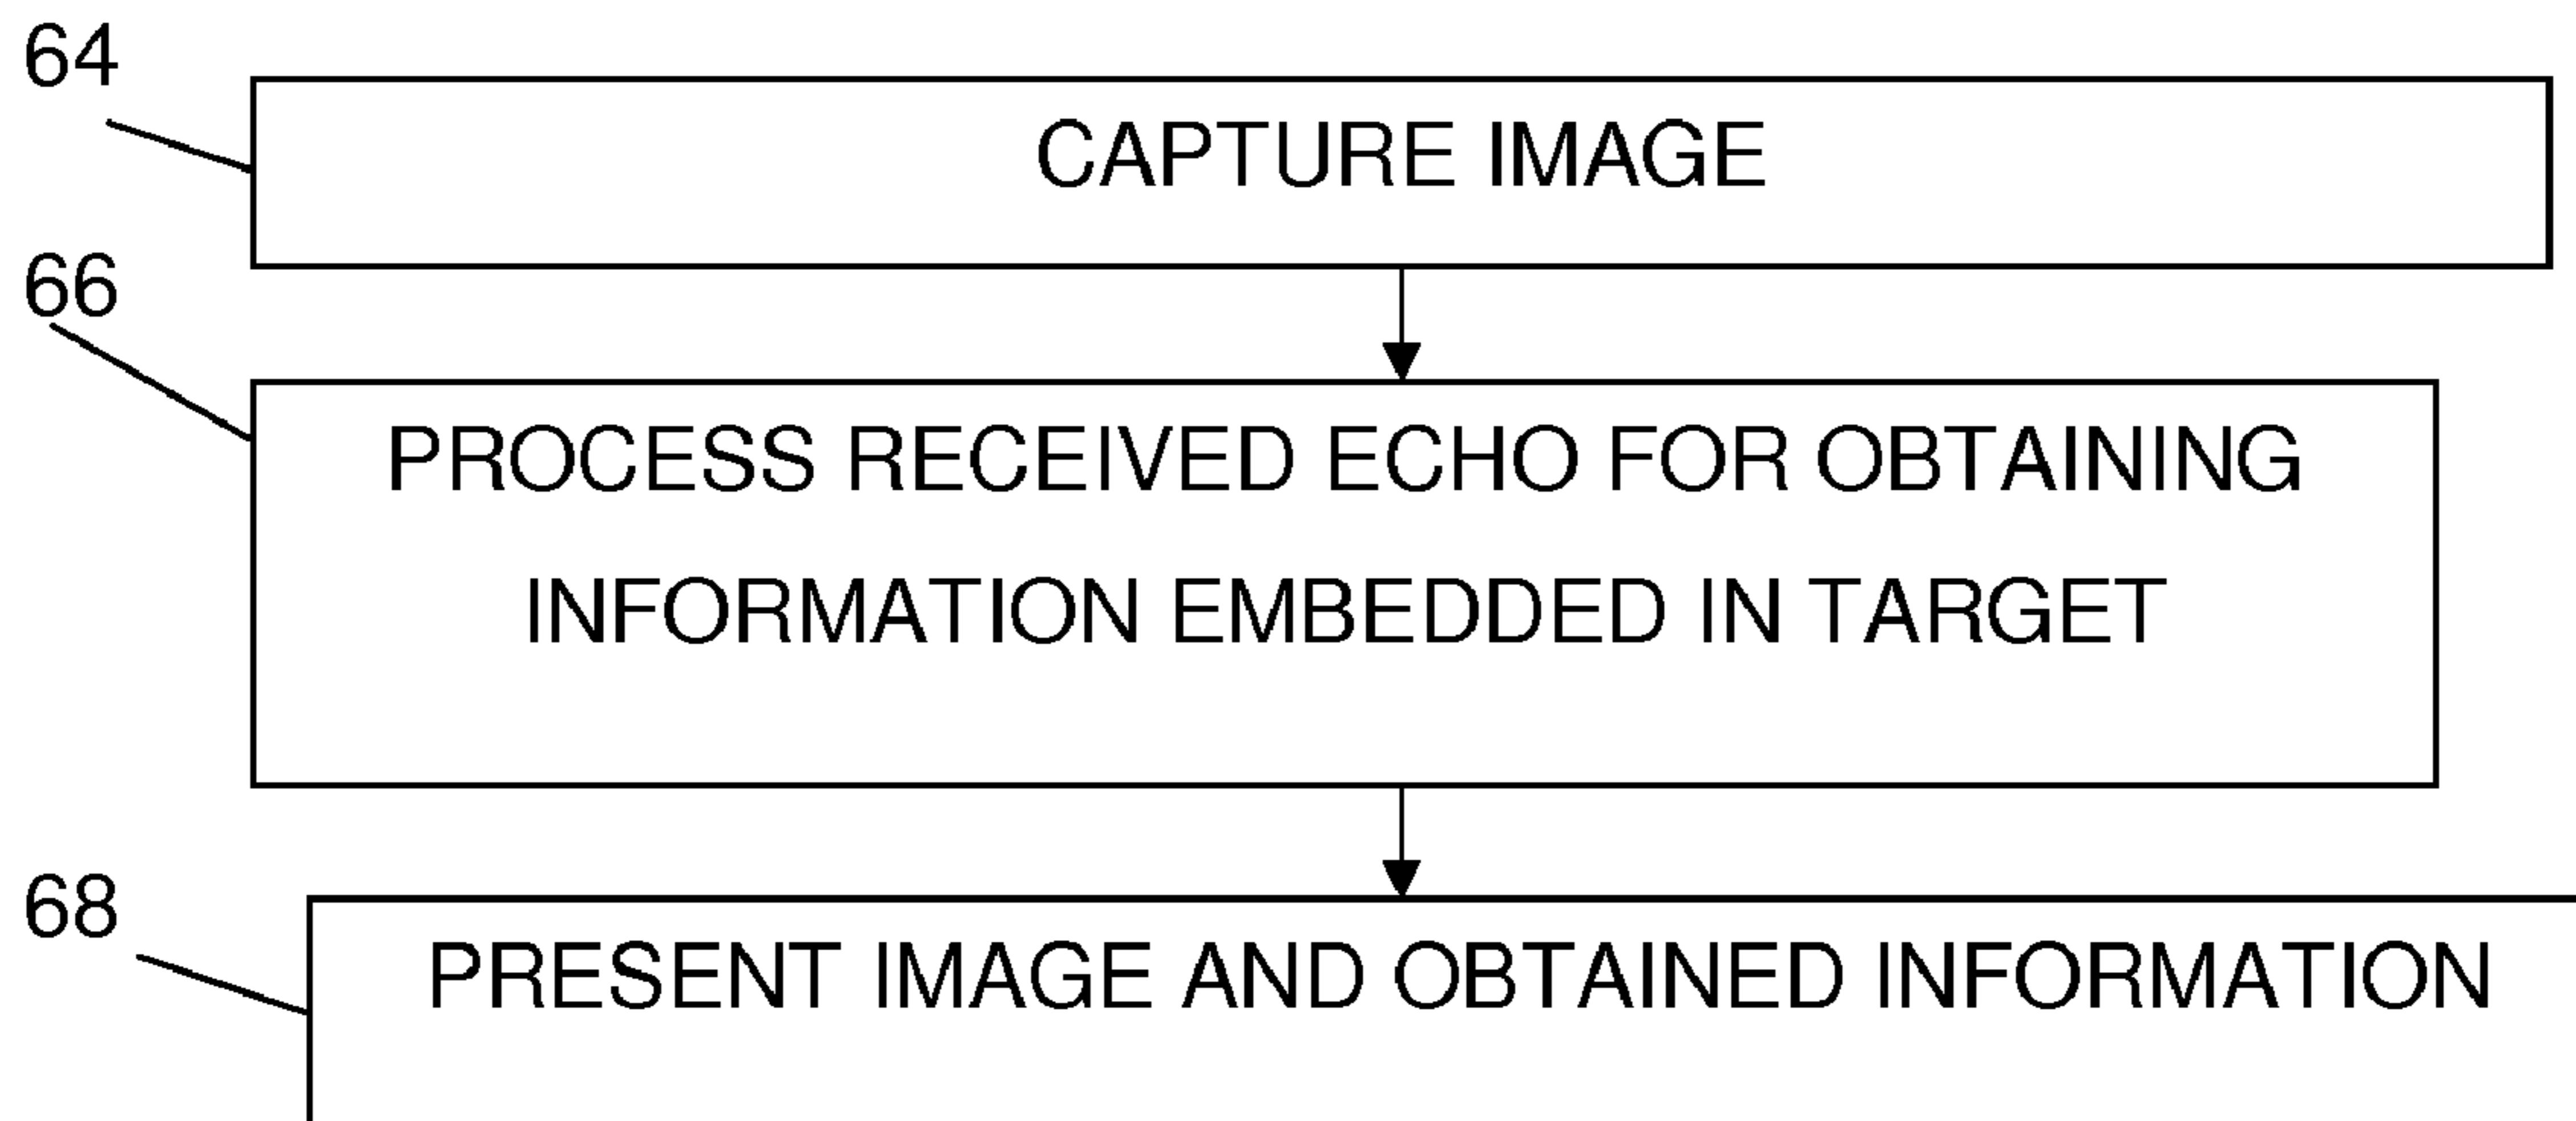 64
CAPTURE IMAGE
66
PROCESS RECEIVED ECHO FOR OBTAINING
INFORMATION EMBEDDED IN TARGET
68
PRESENT IMAGE AND OBTAINED INFORMATION